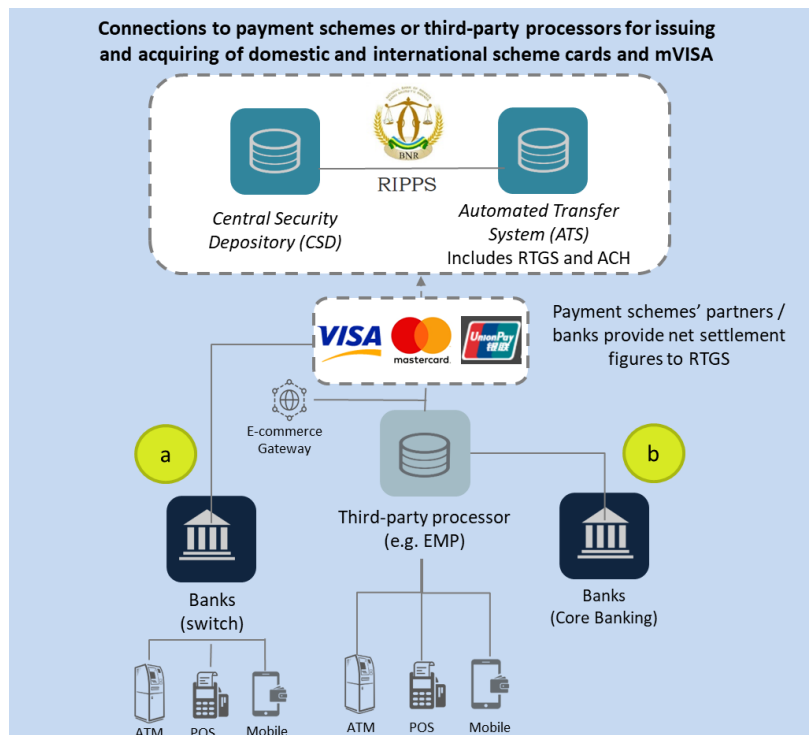 Connections to payment schemes or third-party processors for issuing
and acquiring of domestic and international scheme cards and mVISA
BNR
RIPPS
Central Security
Depository (CSD)
Automated Transfer
System (ATS)
Includes RTGS and ACH
VISA
mastercard
UnionPay
银联
Payment schemes’ partners /
banks provide net settlement
figures to RTGS
E-commerce
Gateway
a
b
Third-party processor
(e.g. EMP)
Banks
(switch)
Banks
(Core Banking)
ATM
POS
Mobile
ATM
POS
Mobile